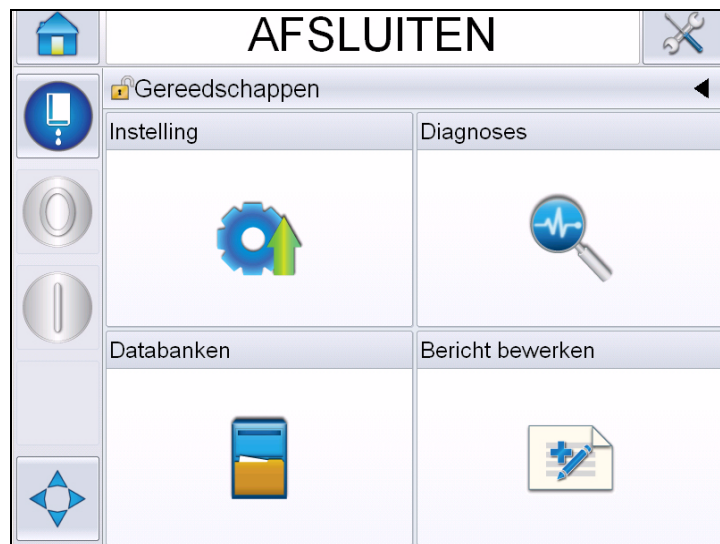 AFSLUITEN
Gereedschappen
Instelling
Diagnoses
Databanken
Bericht bewerken